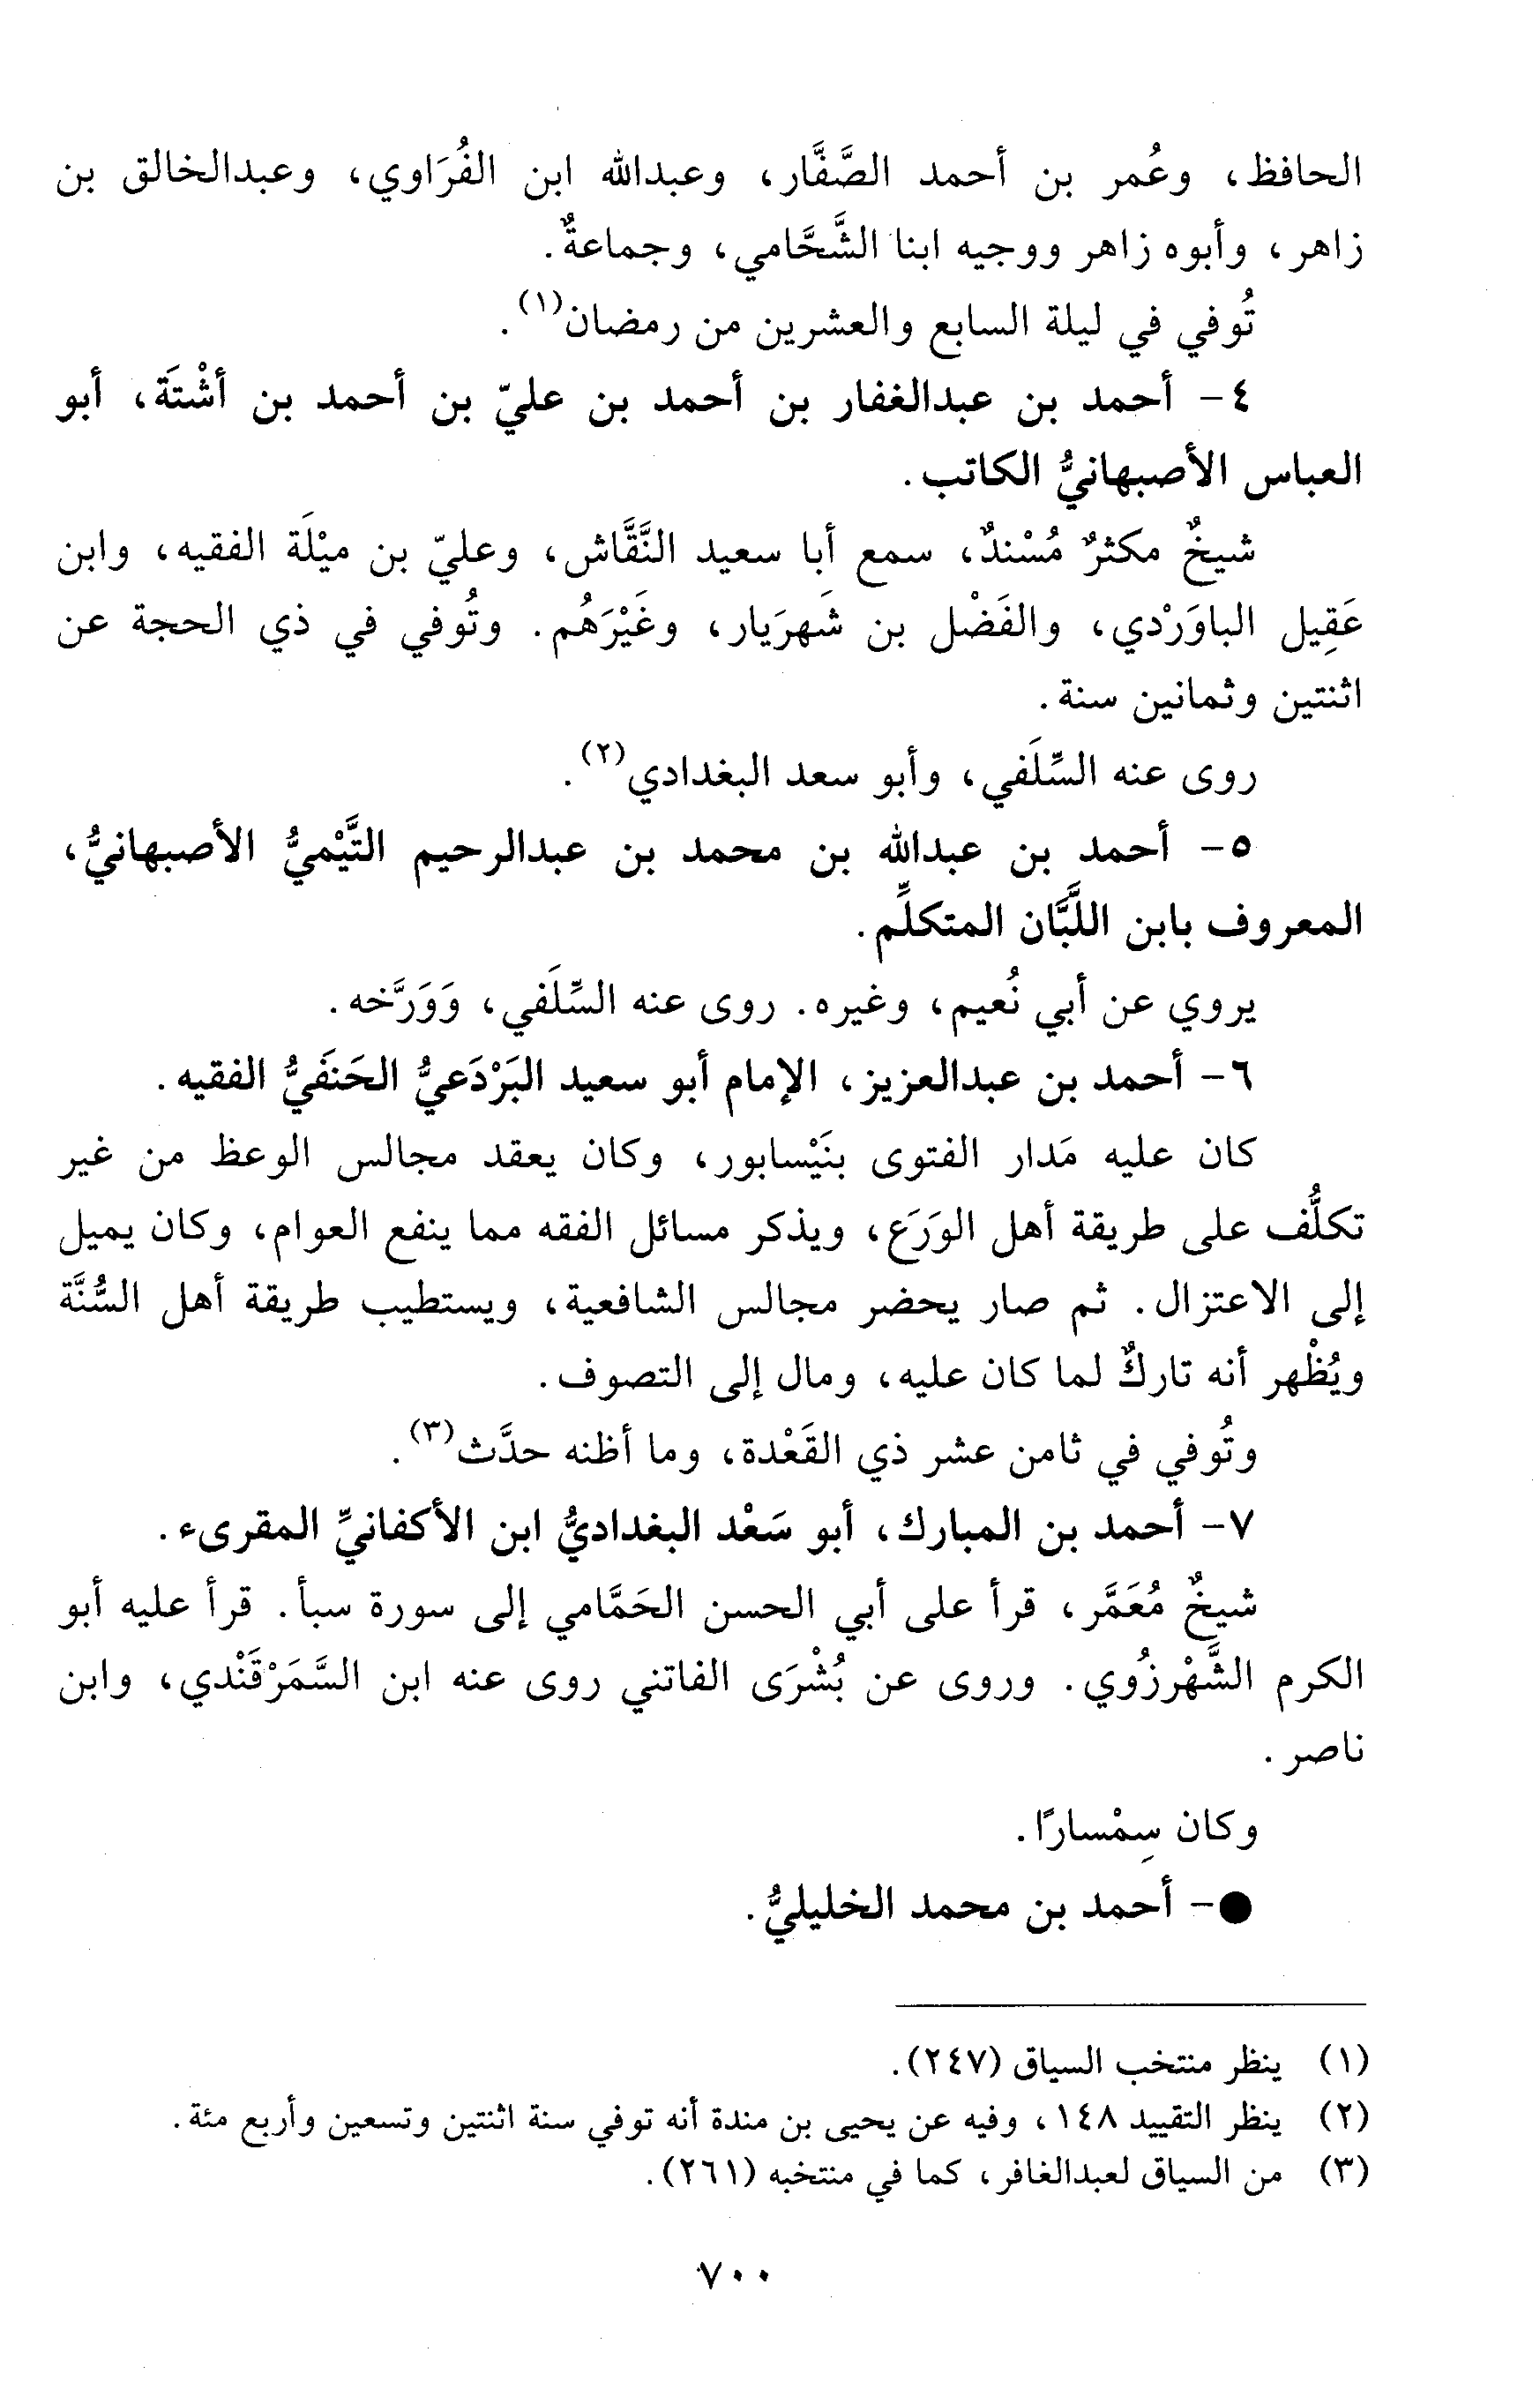 الحافظ، وعُمر بن أحمد الصَّفَّار، وعبدالله ابن الفُرَاوي، وعبدالخالق بن
زاهر، وأبوه زاهر ووجيه ابنا الشَّحَّامي، وجماعةٌ.
تُوفي في ليلة السابع والعشرين من رمضان(١).
٤- أحمد بن عبدالغفار بن أحمد بن عليّ بن أحمد بن أشْتَة، أبو
العباس الأصبهانيُّ الكاتب.
شيخٌ مكثرٌ مُسْندٌ، سمع أبا سعيد النَّقَّاش، وعليّ بن ميْلَة الفقيه، وابن
عَقِيل الباوَرْدي، والفَضْل بن شَهرَيار، وغَيْرَهُم. وتُوفي في ذي الحجة عن
اثنتين وثمانين سنة.
روى عنه السِّلَفي، وأبو سعد البغدادي(٢).
٥- أحمد بن عبدالله بن محمد بن عبدالرحيم التَّيْميُّ الأصبهانيُّ،
المعروف بابن اللَّبَّان المتكلِّم.
يروي عن أبي نُعيم، وغيره. روى عنه السِّلَفي، وَوَرَّخه.
٦- أحمد بن عبدالعزيز، الإمام أبو سعيد البَرْدَعيُّ الحَنفَيُّ الفقيه.
كان عليه مَدار الفتوى بنَيْسابور، وكان يعقد مجالس الوعظ من غير
تكلُّف على طريقة أهل الوَرَع، ويذكر مسائل الفقه مما ينفع العوام، وكان يميل
إلى الاعتزال. ثم صار يحضر مجالس الشافعية، ويستطيب طريقة أهل السُّنَّة
ويُظْهر أنه تاركٌ لما كان عليه، ومال إلى التصوف.
وتُوفي في ثامن عشر ذي القَعْدة، وما أظنه حدَّث(٣).
٧- أحمد بن المبارك، أبو سَعْد البغداديُّ ابن الأكفانيِّ المقرىء.
شيخٌ مُعَمَّر، قرأ على أبي الحسن الحَمَّامي إلى سورة سبأ. قرأ عليه أبو
الكرم الشَّهْرزُوي. وروى عن بُشْرَى الفاتني روى عنه ابن السَّمَرْقَنْدي، وابن
ناصر.
وكان سِمْسارًا.
●- أحمد بن محمد الخليليُّ.
(١) ينظر منتخب السياق (٢٤٧).
(٢) ينظر التقييد ١٤٨، وفيه عن يحيى بن مندة أنه توفي سنة اثنتين وتسعين وأربع مئة.
(٣) من السياق لعبدالغافر، كما في منتخبه (٢٦١).
٧٠٠